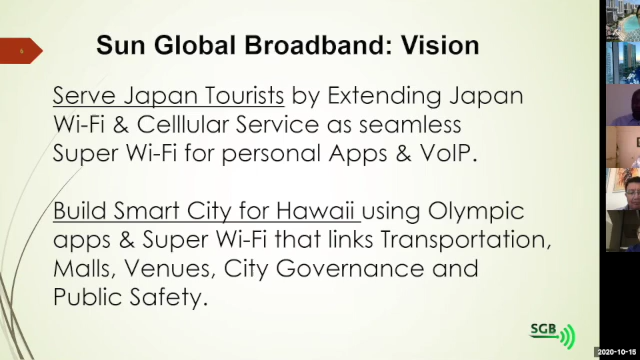 6
Sun Global Broadband: Vision
Serve Japan Tourists by Extending Japan
Wi-Fi & Celllular Service as seamless
Super Wi-Fi for personal Apps & VoIP.
Build Smart City for Hawaii using Olympic
apps & Super Wi-Fi that links Transportation,
Malls, Venues, City Governance and
Public Safety.
SGB
2020-10-15